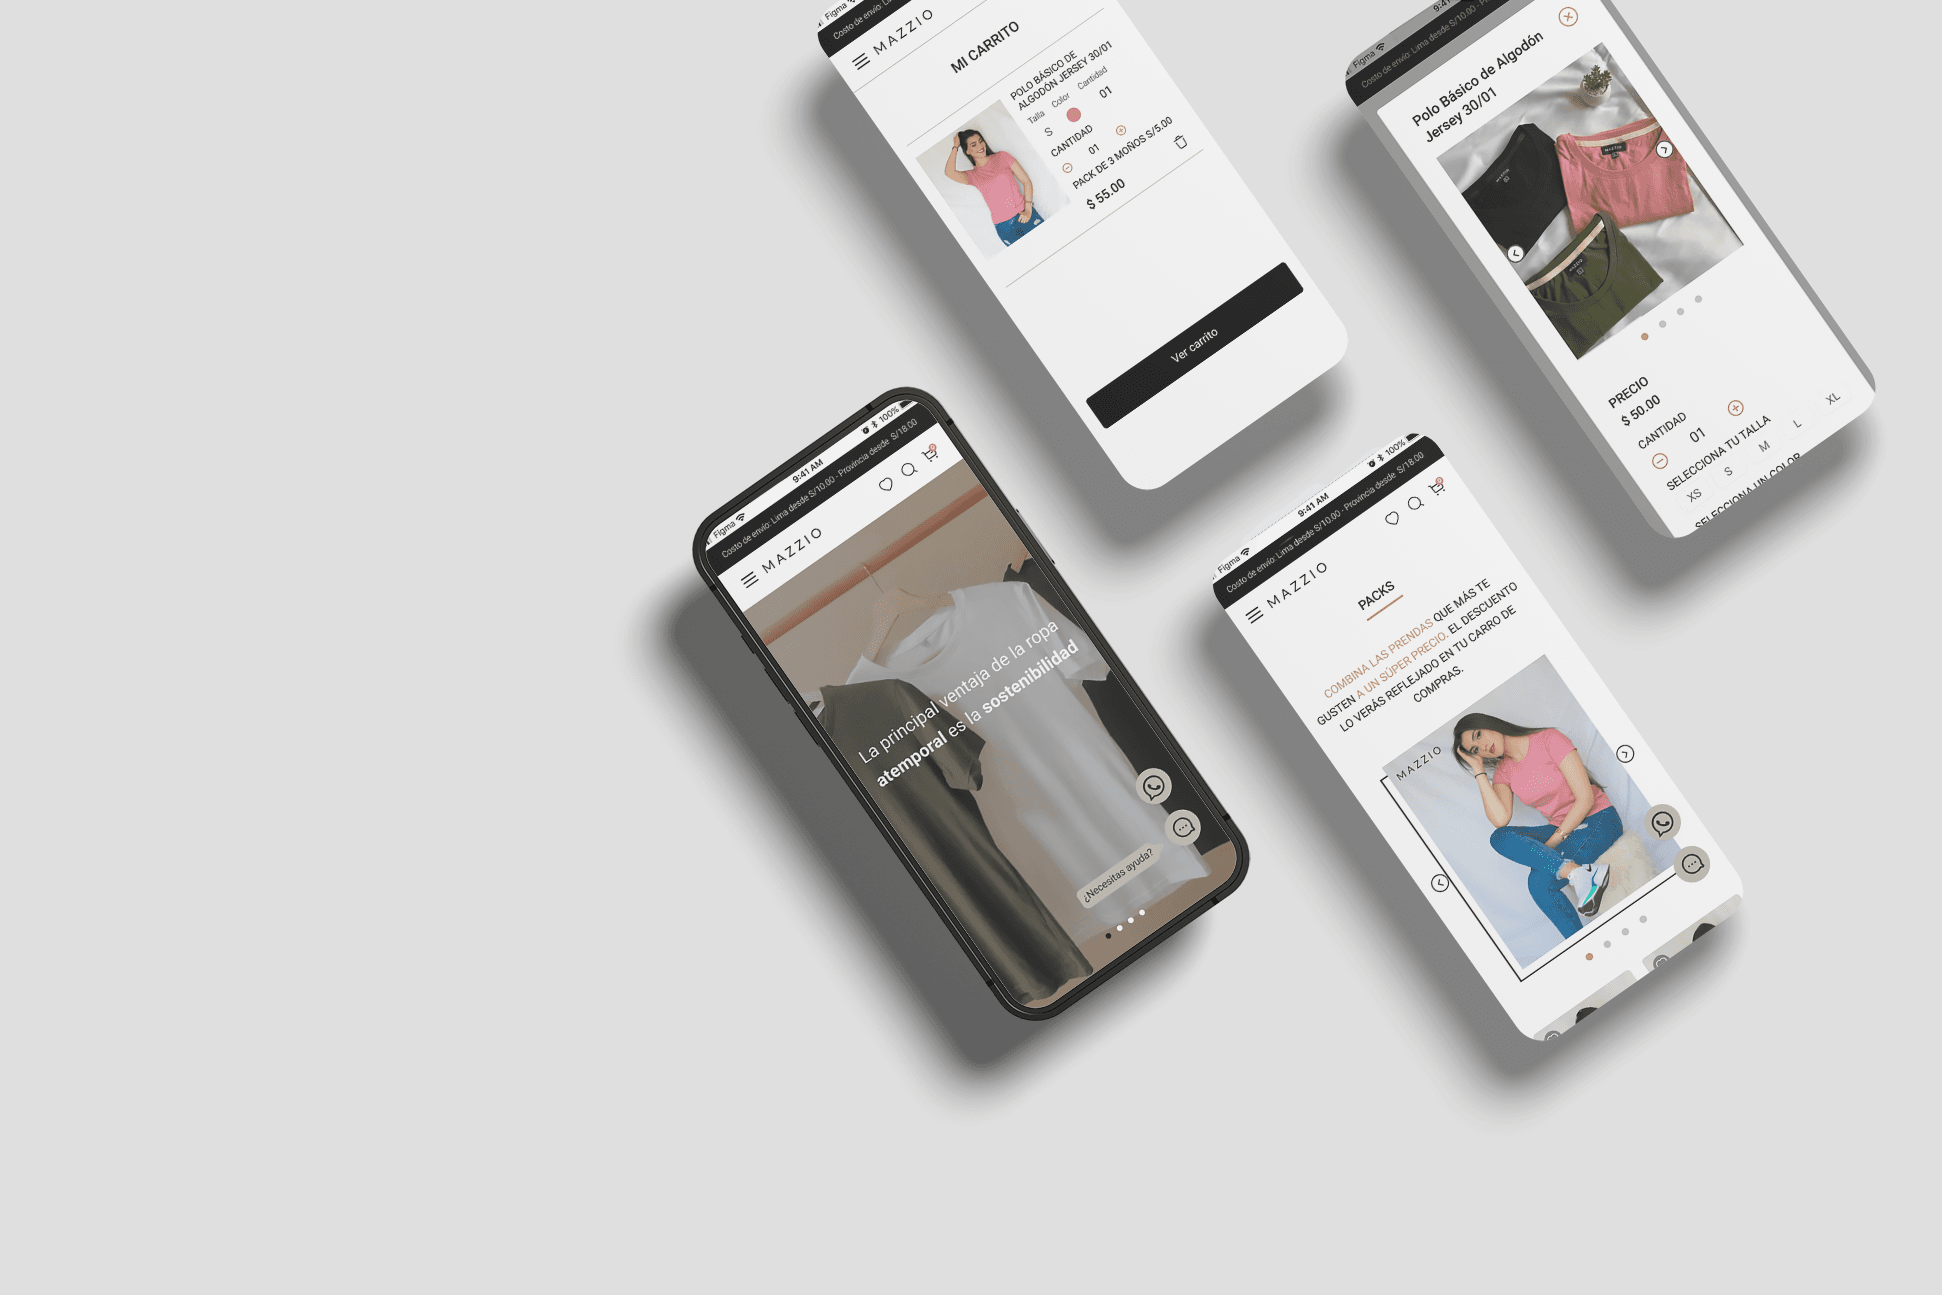 Figma
Costo de envío: Li
MAZZIO
MI CARRITO
POLO BÁSICO DE
ALGODÓN JERSEY 30/01
Talla Color Cantidad
S 01
CANTIDAD
01
PACK DE 3 MOÑOS S/5.00
$ 55.00
Ver carrito
Figma 9:41
Costo de envío: Lima desde S/10.00 - P
Polo Básico de Algodón
Jersey 30/01
MAZZIO
MAZZIO
MAZZIO
PRECIO
$ 50.00
CANTIDAD
01
SELECCIONA TU TALLA
XS S M L XL
SELECCIONA UN COLOR
Figma 9:41 AM 100%
Costo de envío: Lima desde S/10.00 - Provincia desde S/18.00
MAZZIO
La principal ventaja de la ropa
atemporal es la sostenibilidad
¿Necesitas ayuda?
Figma 9:41 AM 100%
Costo de envío: Lima desde S/10.00 - Provincia desde S/18.00
MAZZIO
PACKS
COMBINA LAS PRENDAS QUE MÁS TE
GUSTEN A UN SÚPER PRECIO. EL DESCUENTO
LO VERÁS REFLEJADO EN TU CARRO DE
COMPRAS.
MAZZIO